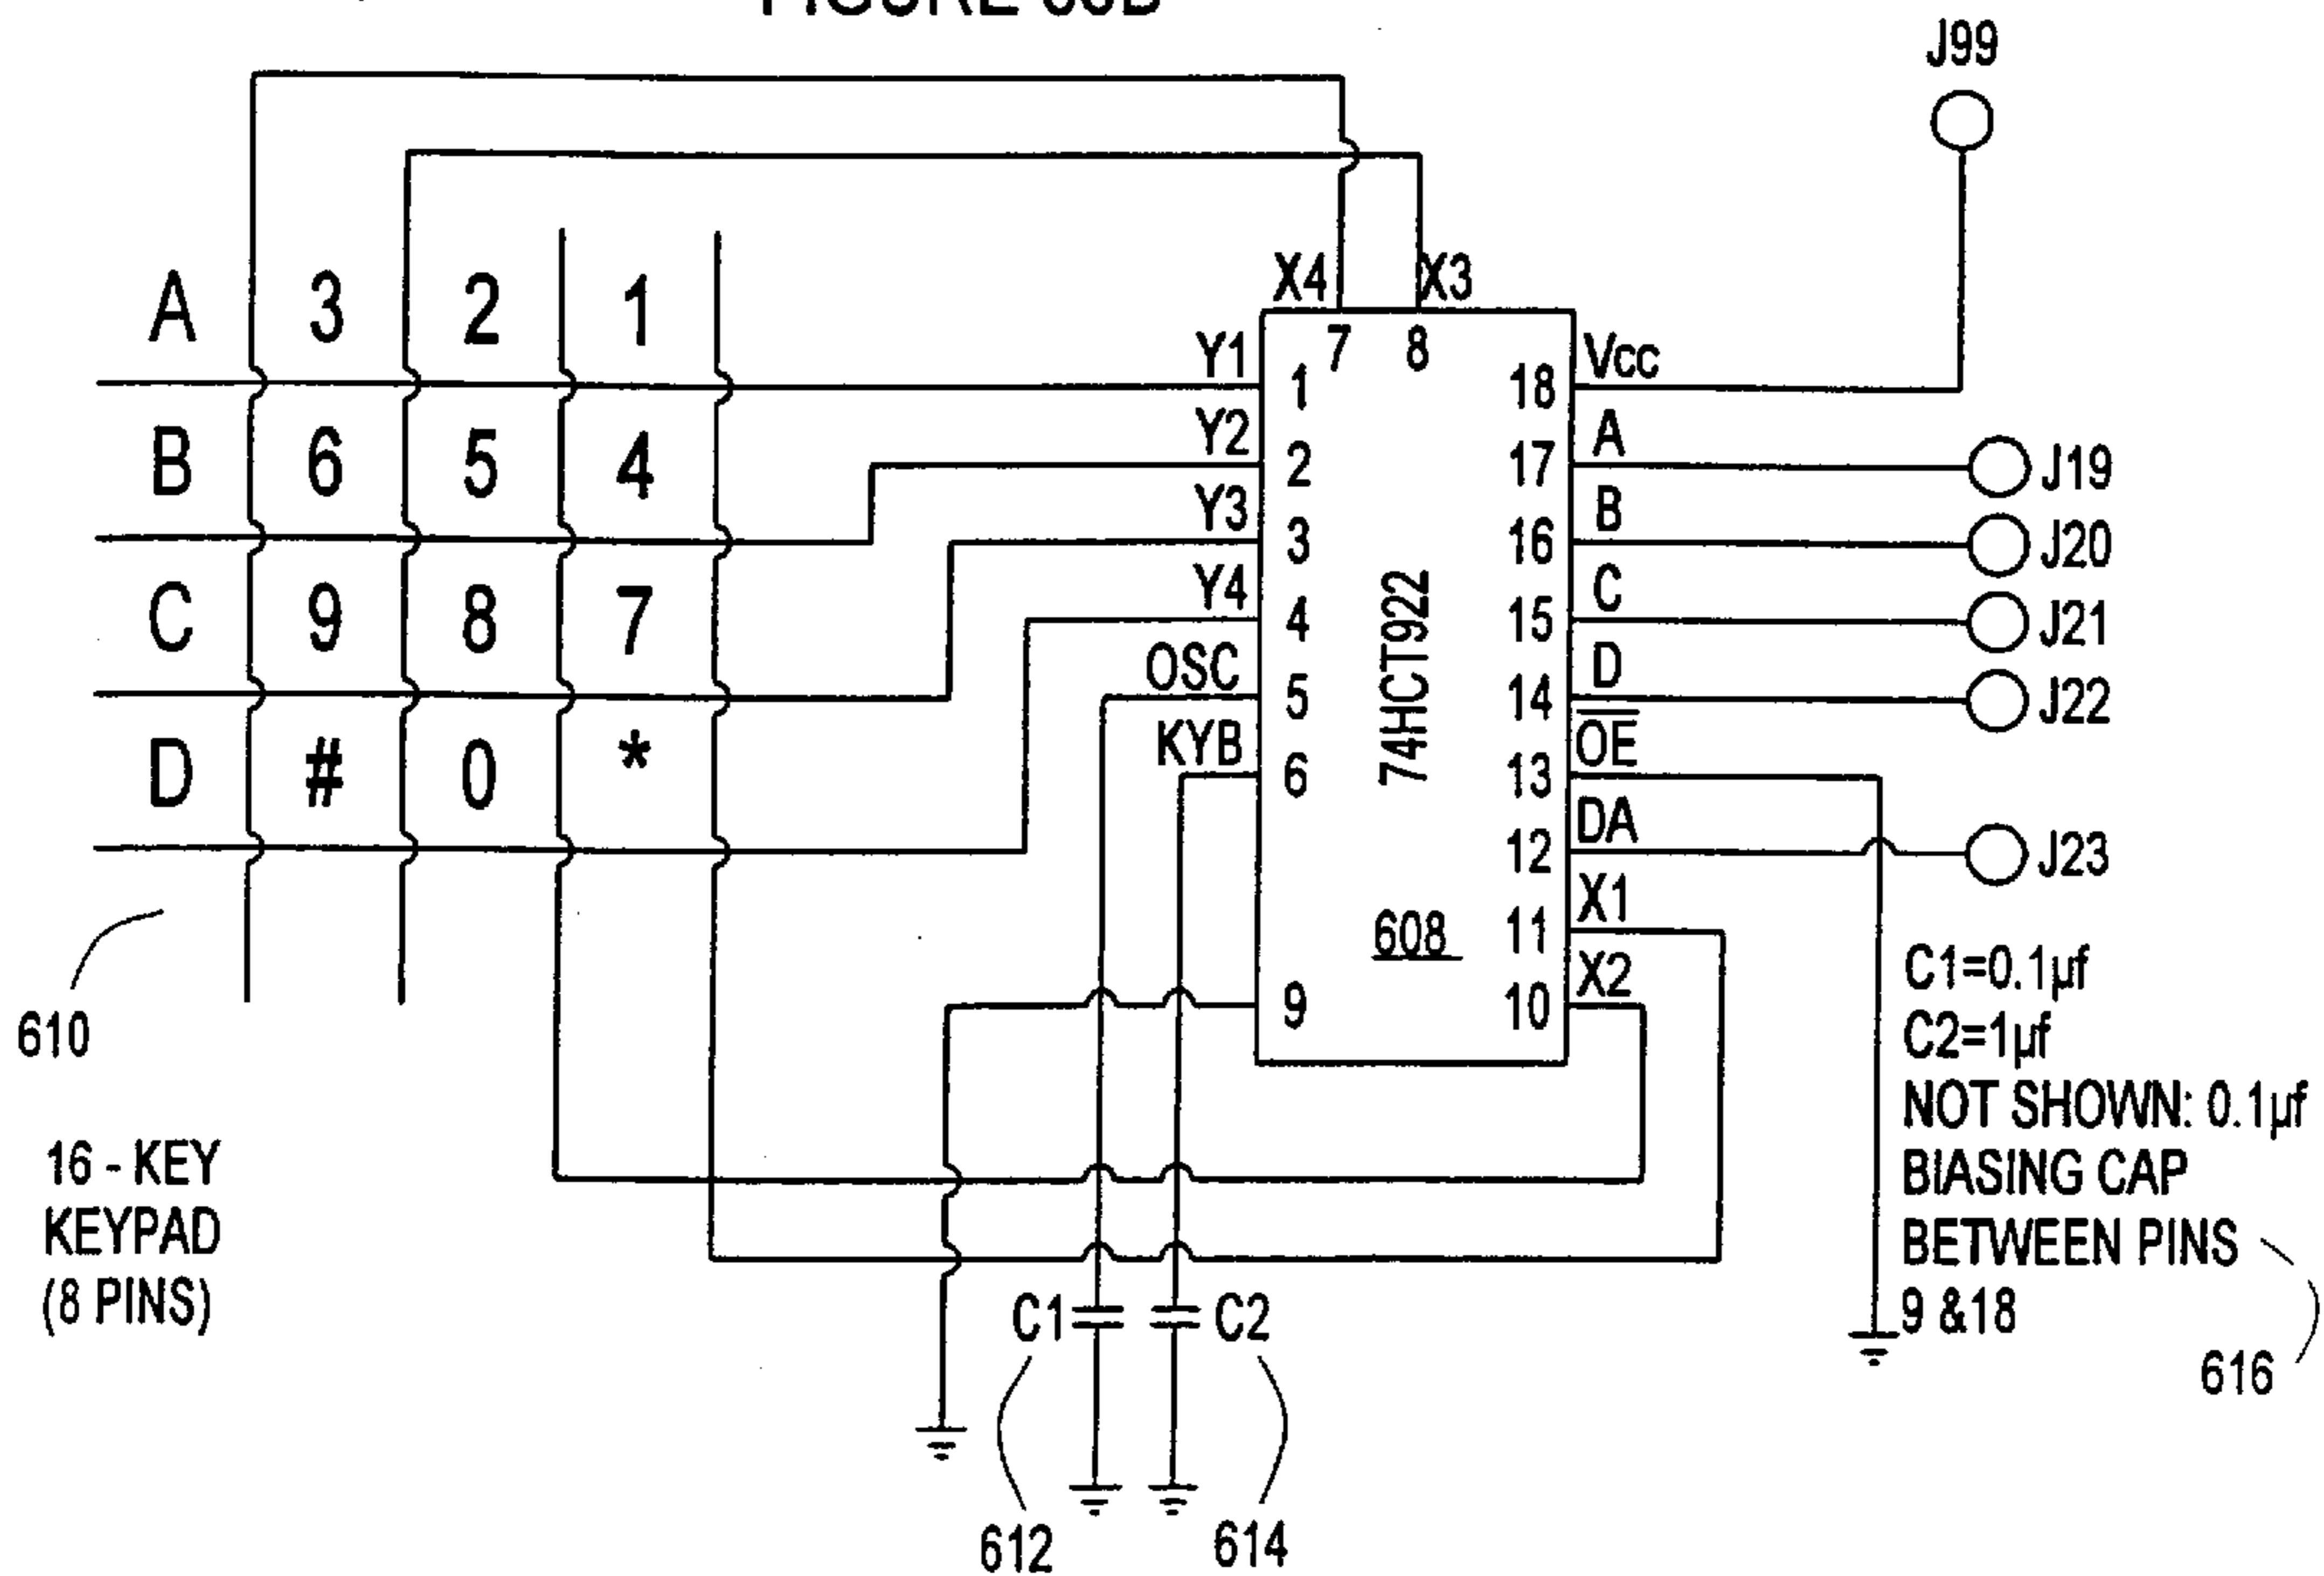 J99
X4 X3
A 3 2 1
Y1 7 8 Vcc
1 18
Y2 A
B 6 5 4
2 17 J19
Y3 B
3 16 J20
Y4 C
C 9 8 7
4 15 J21
OSC D
5 14 J22
KYB OE
D # 0 *
6 13
DA
12 J23
74HCT922
X1
608 11
X2
9 10
610
C1=0.1µf
C2=1µf
NOT SHOWN: 0.1µf
BIASING CAP
BETWEEN PINS
9 &18
616
16 - KEY
KEYPAD
(8 PINS)
C1 C2
612 614